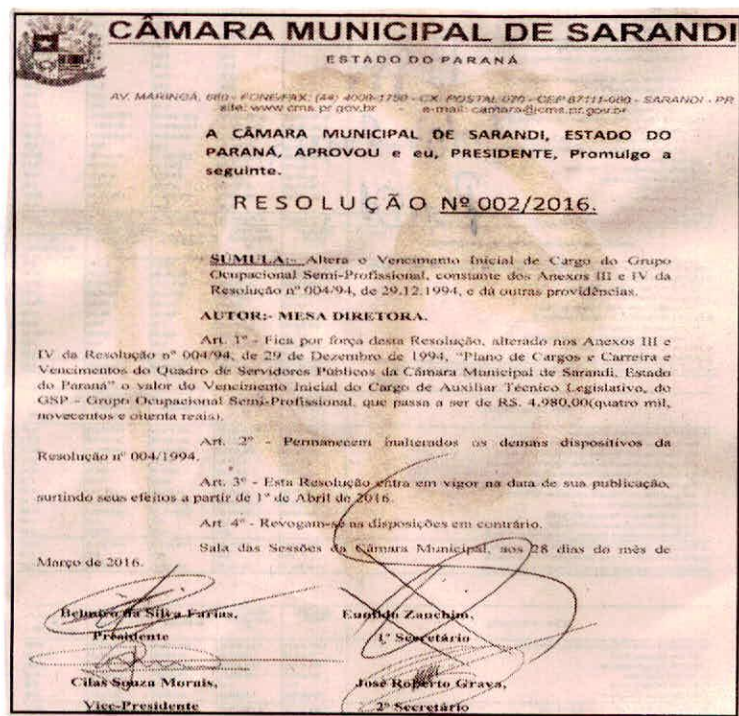 CÂMARA MUNICIPAL DE SARANDI
ESTADO DO PARANÁ
AV. MARINGÁ, 660 - FONE/FAX: (44) 4009-1750 - CX. POSTAL 070 - CEP 87111-000 - SARANDI - PR
site: www.cms.pr.gov.br - e-mail: camara@cms.pr.gov.br
A CÂMARA MUNICIPAL DE SARANDI, ESTADO DO
PARANÁ, APROVOU e eu, PRESIDENTE, Promulgo a
seguinte.
RESOLUÇÃO Nº 002/2016.
SÚMULA:- Altera o Vencimento Inicial de Cargo do Grupo
Ocupacional Semi-Profissional, constante dos Anexos III e IV da
Resolução nº 004/94, de 29.12.1994, e dá outras providências.
AUTOR:- MESA DIRETORA.
Art. 1º - Fica por força desta Resolução, alterado nos Anexos III e
IV da Resolução nº 004/94, de 29 de Dezembro de 1994, "Plano de Cargos e Carreira e
Vencimentos do Quadro de Servidores Públicos da Câmara Municipal de Sarandi, Estado
do Paraná" o valor do Vencimento Inicial do Cargo de Auxiliar Técnico Legislativo, do
GSP - Grupo Ocupacional Semi-Profissional, que passa a ser de R$. 4.980,00(quatro mil,
novecentos e oitenta reais).
Art. 2º - Permanecem inalterados os demais dispositivos da
Resolução nº 004/1994.
Art. 3º - Esta Resolução entra em vigor na data de sua publicação,
surtindo seus efeitos a partir de 1º de Abril de 2016.
Art. 4º - Revogam-se as disposições em contrário.
Sala das Sessões da Câmara Municipal, aos 28 dias do mês de
Março de 2016.
Belmiro da Silva Farias, Eunildo Zanchim,
Presidente 1º Secretário
Cilas Souza Morais, José Roberto Grava,
Vice-Presidente 2º Secretário